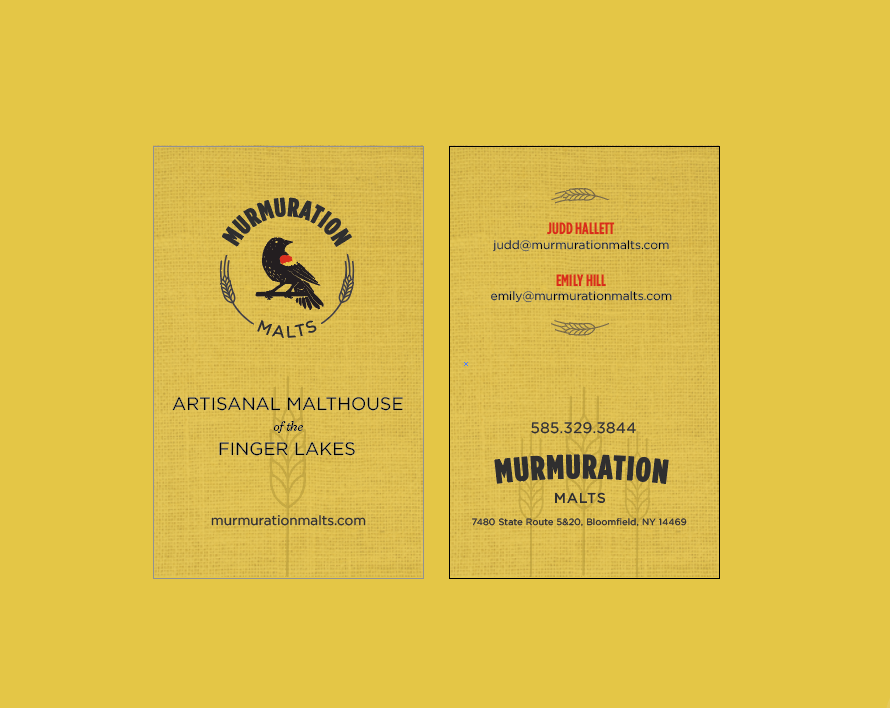 MURMURATION
MALTS
ARTISANAL MALTHOUSE
of the
FINGER LAKES
murmurationmalts.com
JUDD HALLETT
judd@murmurationmalts.com
EMILY HILL
emily@murmurationmalts.com
585.329.3844
MURMURATION
MALTS
7480 State Route 5&20, Bloomfield, NY 14469